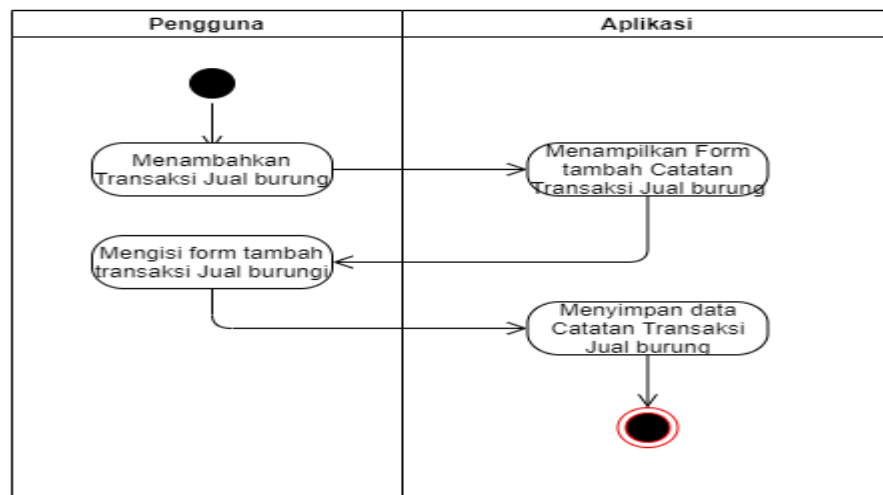 Pengguna
Aplikasi
Menambahkan
Transaksi Jual burung
Menampilkan Form
tambah Catatan
Transaksi Jual burung
Mengisi form tambah
transaksi Jual burungi
Menyimpan data
Catatan Transaksi
Jual burung